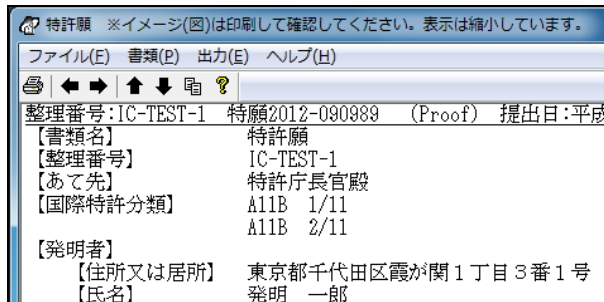 特許願 ※イメージ(図)は印刷して確認してください。表示は縮小しています。
ファイル(F) 書類(P) 出力(E) ヘルプ(H)
整理番号:IC-TEST-1 特願2012-090989 (Proof) 提出日:平成
【書類名】 特許願
【整理番号】 IC-TEST-1
【あて先】 特許庁長官殿
【国際特許分類】 A11B 1/11
A11B 2/11
【発明者】
【住所又は居所】 東京都千代田区霞が関1丁目3番1号
【氏名】 発明 一郎